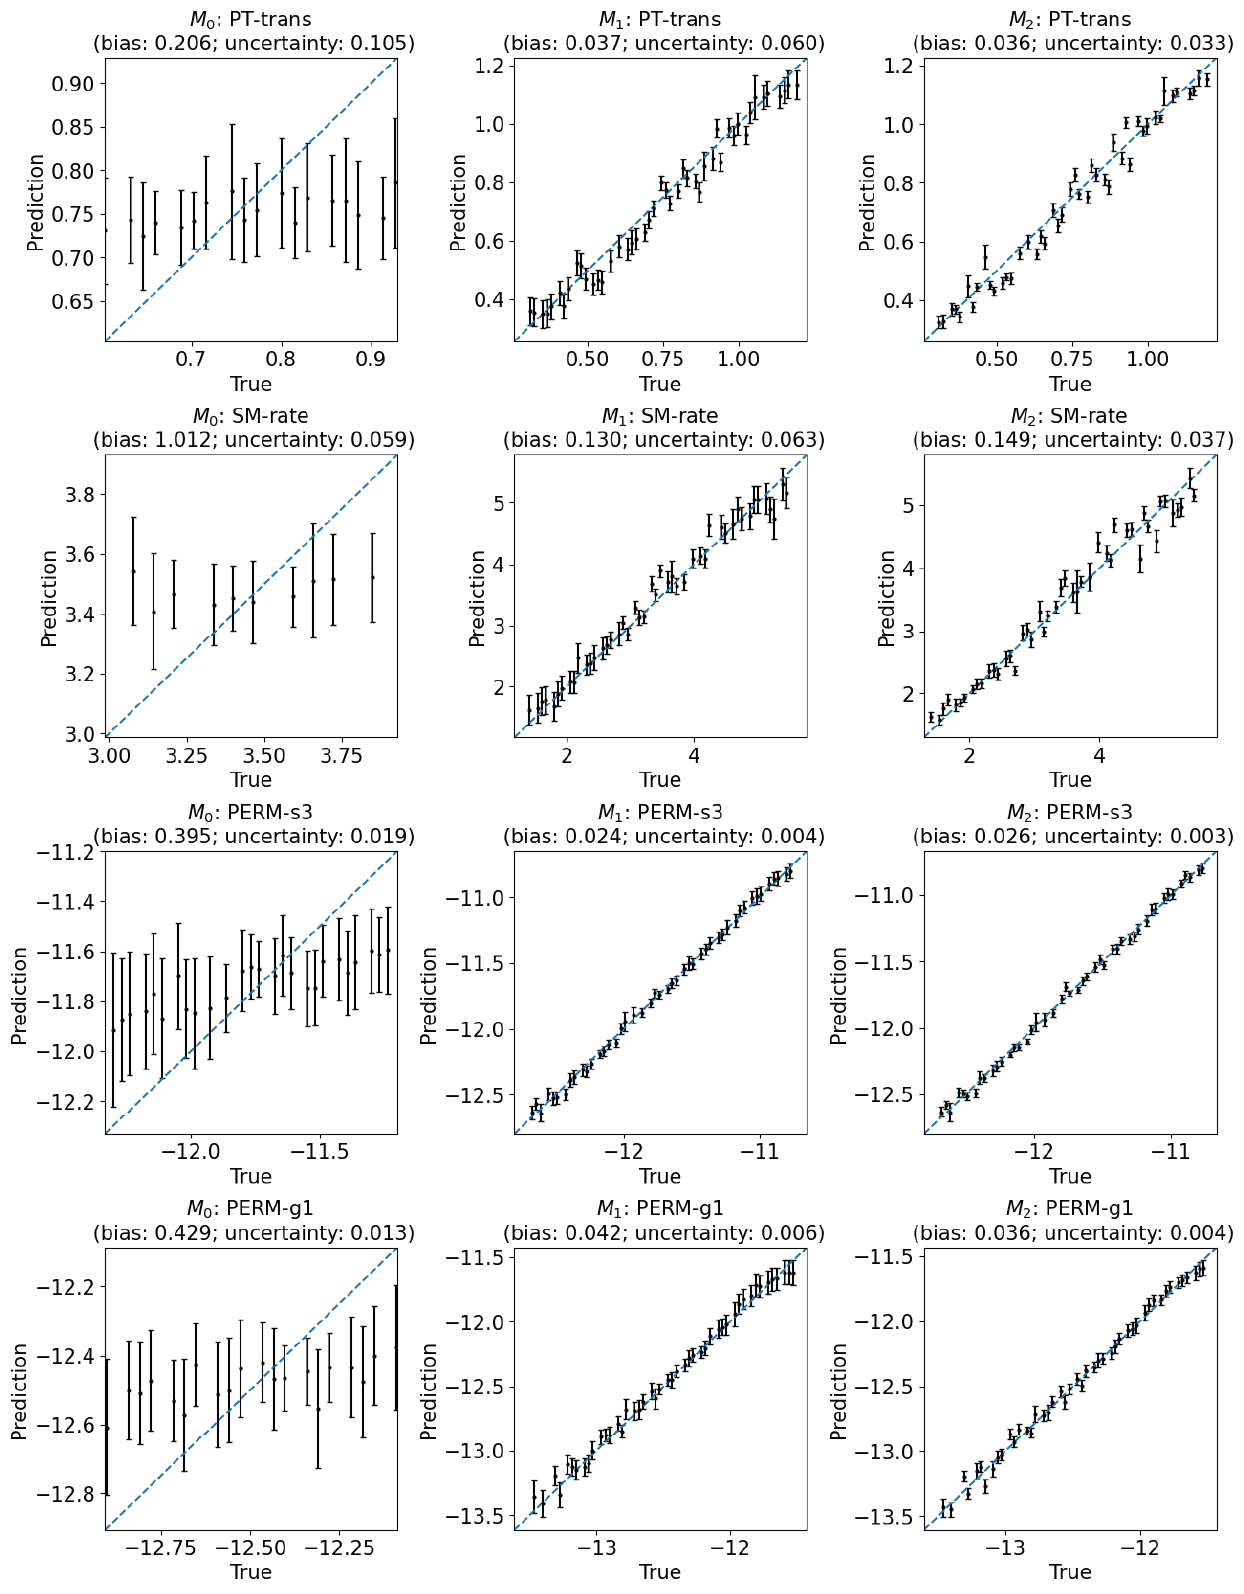 M0: PT-trans
(bias: 0.206; uncertainty: 0.105)
M1: PT-trans
(bias: 0.037; uncertainty: 0.060)
M2: PT-trans
(bias: 0.036; uncertainty: 0.033)
Prediction
0.90
0.85
0.80
0.75
0.70
0.65
0.7 0.8 0.9
True
Prediction
1.2
1.0
0.8
0.6
0.4
0.50 0.75 1.00
True
Prediction
1.2
1.0
0.8
0.6
0.4
0.50 0.75 1.00
True
M0: SM-rate
(bias: 1.012; uncertainty: 0.059)
M1: SM-rate
(bias: 0.130; uncertainty: 0.063)
M2: SM-rate
(bias: 0.149; uncertainty: 0.037)
Prediction
3.8
3.6
3.4
3.2
3.0
3.00 3.25 3.50 3.75
True
Prediction
5
4
3
2
2 4
True
Prediction
5
4
3
2
2 4
True
M0: PERM-s3
(bias: 0.395; uncertainty: 0.019)
M1: PERM-s3
(bias: 0.024; uncertainty: 0.004)
M2: PERM-s3
(bias: 0.026; uncertainty: 0.003)
Prediction
−11.2
−11.4
−11.6
−11.8
−12.0
−12.2
−12.0 −11.5
True
Prediction
−11.0
−11.5
−12.0
−12.5
−12 −11
True
Prediction
−11.0
−11.5
−12.0
−12.5
−12 −11
True
M0: PERM-g1
(bias: 0.429; uncertainty: 0.013)
M1: PERM-g1
(bias: 0.042; uncertainty: 0.006)
M2: PERM-g1
(bias: 0.036; uncertainty: 0.004)
Prediction
−12.2
−12.4
−12.6
−12.8
−12.75 −12.50 −12.25
True
Prediction
−11.5
−12.0
−12.5
−13.0
−13.5
−13 −12
True
Prediction
−11.5
−12.0
−12.5
−13.0
−13.5
−13 −12
True